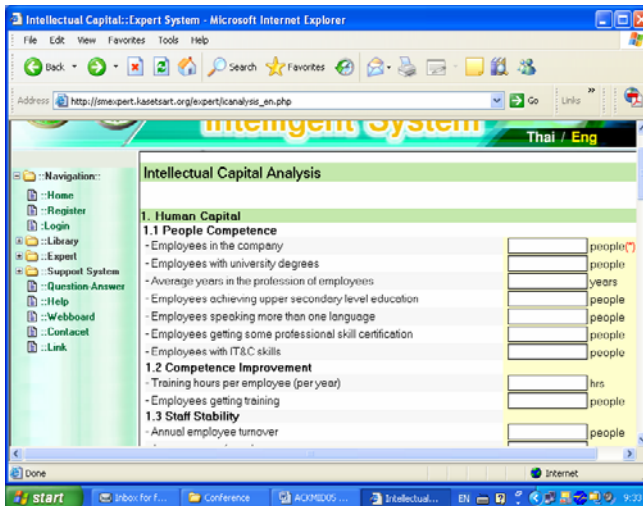 Intellectual Capital::Expert System - Microsoft Internet Explorer
File Edit View Favorites Tools Help
Back Search Favorites
Address http://smexpert.kasetsart.org/expert/icanalysis_en.php Go Links
Intelligent System
Thai / Eng
::Navigation::
::Home
::Register
:Login
::Library
::Expert
::Support System
::Question-Answer
::Help
::Webboard
::Contacet
::Link
Intellectual Capital Analysis
1. Human Capital
1.1 People Competence
- Employees in the company people(*)
- Employees with university degrees people
- Average years in the profession of employees years
- Employees achieving upper secondary level education people
- Employees speaking more than one language people
- Employees getting some professional skill certification people
- Employees with IT&C skills people
1.2 Competence Improvement
- Training hours per employee (per year) hrs
- Employees getting training people
1.3 Staff Stability
- Annual employee turnover people
Done Internet
start Inbox for F... Conference ACKMID05 ... Intellectual... EN 9:33